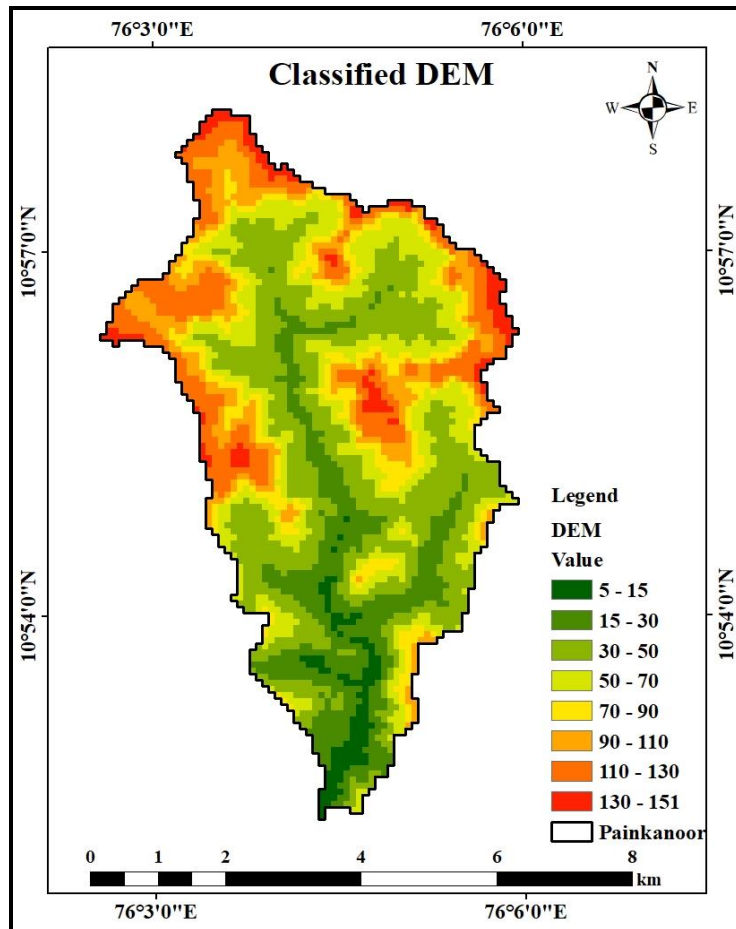 76°3'0"E 76°6'0"E
Classified DEM
N
W E
S
10°57'0"N 10°57'0"N
Legend
DEM
Value
5 - 15
10°54'0"N 10°54'0"N
15 - 30
30 - 50
50 - 70
70 - 90
90 - 110
110 - 130
130 - 151
Painkanoor
0 1 2 4 6 8
km
76°3'0"E 76°6'0"E